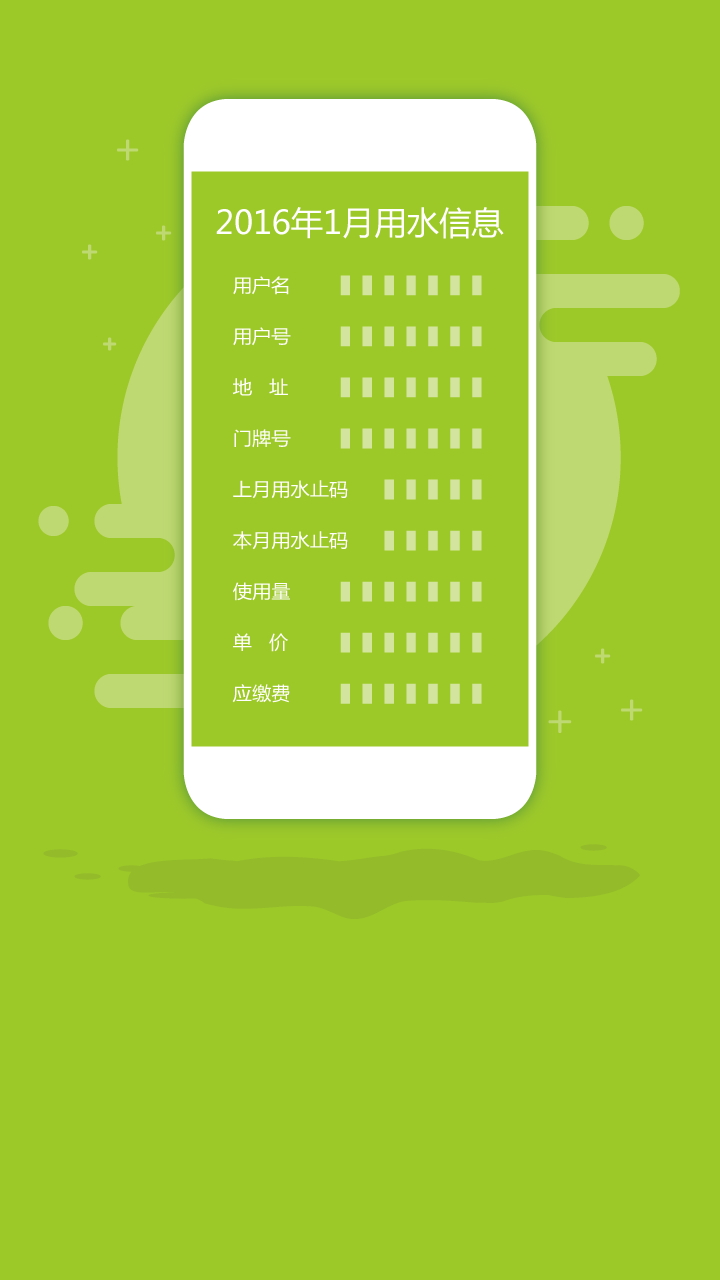 2016年1月用水信息
用户名
用户号
地 址
门牌号
上月用水止码
本月用水止码
使用量
单 价
应缴费